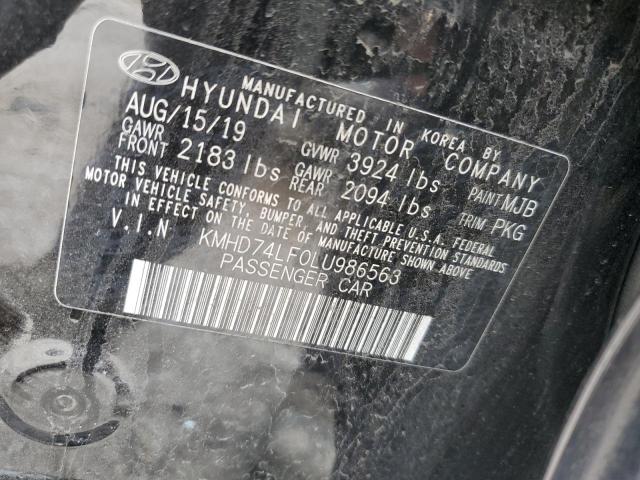 MANUFACTURED IN KOREA BY
HYUNDAI MOTOR COMPANY
AUG/15/19 GVWR 3924 lbs PAINT MJB
GAWR FRONT 2183 lbs GAWR REAR 2094 lbs TRIM PKG
THIS VEHICLE CONFORMS TO ALL APPLICABLE U.S.A. FEDERAL
MOTOR VEHICLE SAFETY, BUMPER, AND THEFT PREVENTION STANDARDS
IN EFFECT ON THE DATE OF MANUFACTURE SHOWN ABOVE
V.I.N KMHD74LF0LU986563
PASSENGER CAR